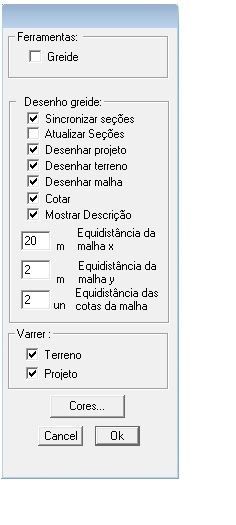 Ferramentas:
Greide
Desenho greide:
Sincronizar seções
Atualizar Seções
Desenhar projeto
Desenhar terreno
Desenhar malha
Cotar
Mostrar Descrição
20 m Equidistância da
malha x
2 m Equidistância da
malha y
2 un Equidistância das
cotas da malha
Varrer :
Terreno
Projeto
Cores...
Cancel Ok